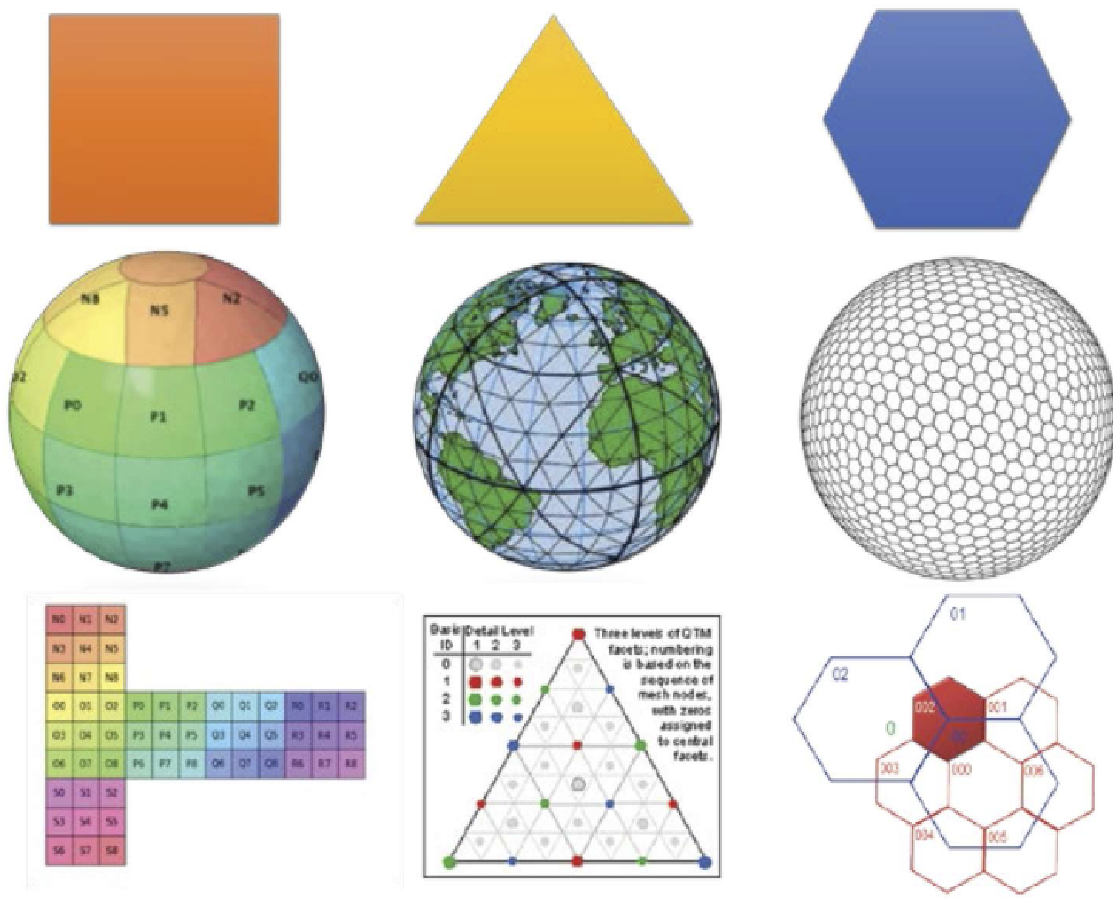 N8 N5 N2
P0 P1 P2 Q0
P3 P4 P5
P7
N0 N1 N2
N3 N4 N5
N6 N7 N8
O0 O1 O2 P0 P1 P2 Q0 Q1 Q2 R0 R1 R2
O3 O4 O5 P3 P4 P5 Q3 Q4 Q5 R3 R4 R5
O6 O7 O8 P6 P7 P8 Q6 Q7 Q8 R6 R7 R8
S0 S1 S2
S3 S4 S5
S6 S7 S8
Basis Detail Level
ID 1 2 3
0
1
2
3
Three levels of QTM
facets; numbering
is based on the
sequence of
mesh nodes,
with zeros
assigned
to central
facets.
01
02
002 001
0 00
003 000 006
004 005